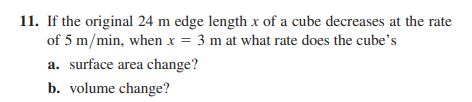 11. If the original 24 m edge length x of a cube decreases at the rate
of 5 m/min, when x = 3 m at what rate does the cube's
a. surface area change?
b. volume change?